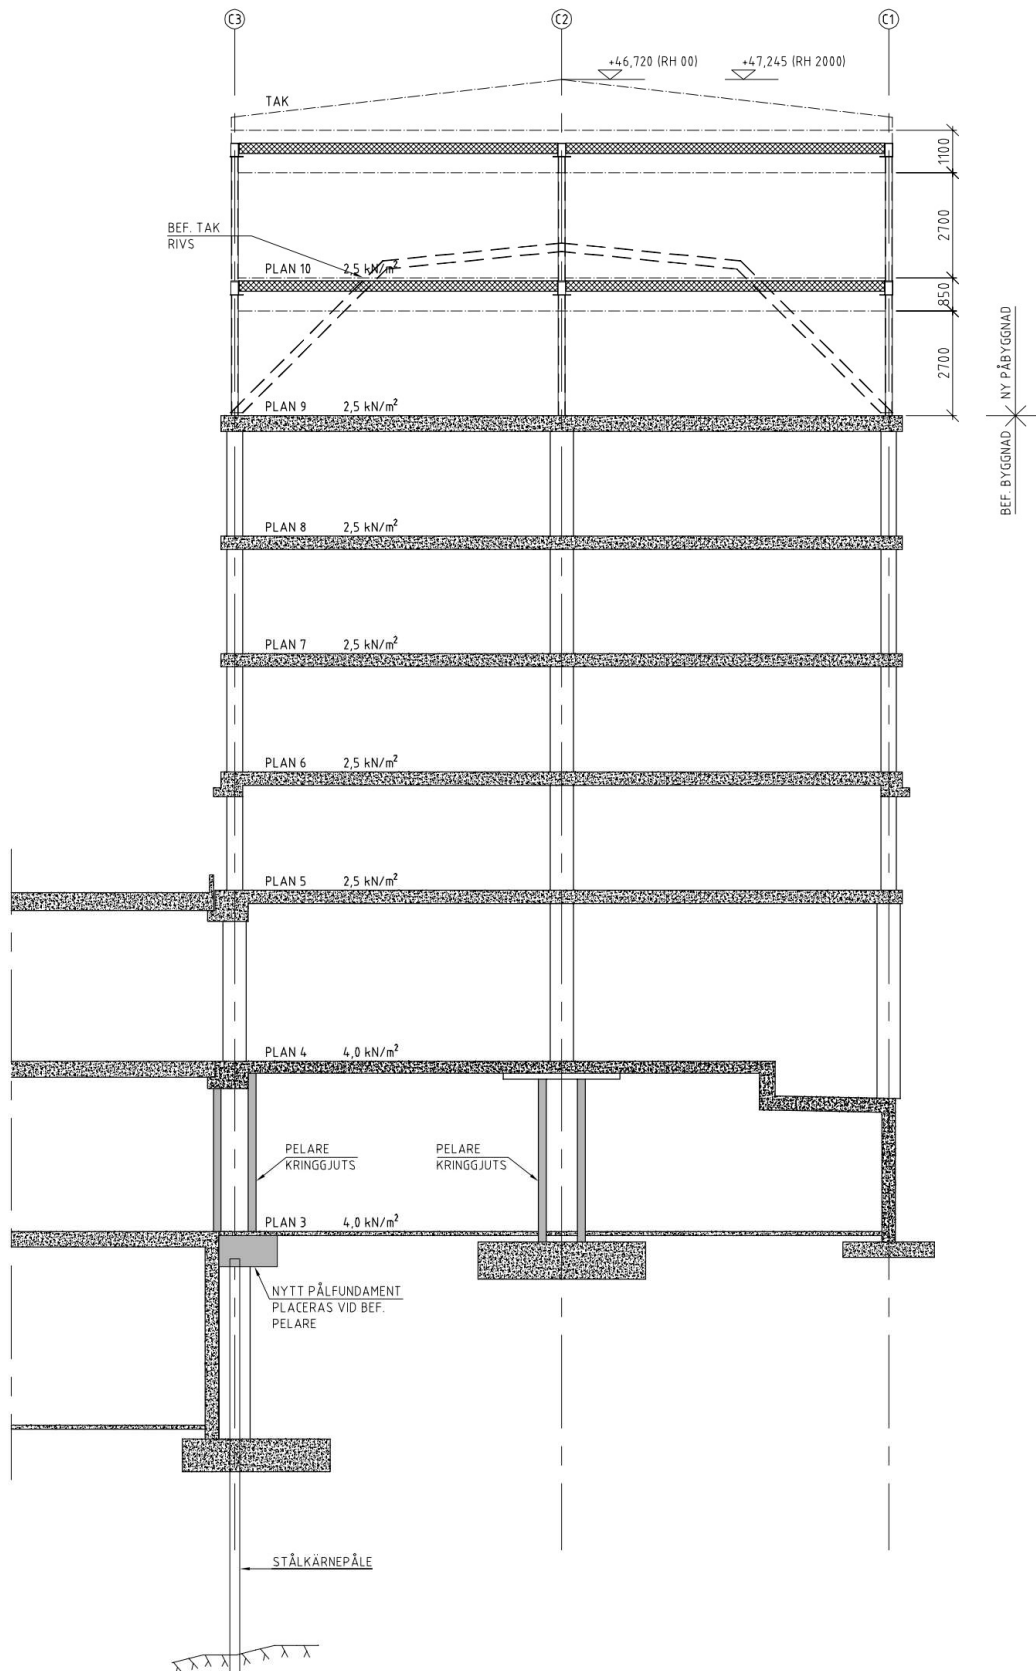 C3
C2
C1
+46,720 (RH 00)
+47,245 (RH 2000)
TAK
1100
BEF. TAK
RIVS
2700
PLAN 10 2,5 kN/m²
850
2700
NY PÅBYGGNAD
PLAN 9 2,5 kN/m²
BEF. BYGGNAD
PLAN 8 2,5 kN/m²
PLAN 7 2,5 kN/m²
PLAN 6 2,5 kN/m²
PLAN 5 2,5 kN/m²
PLAN 4 4,0 kN/m²
PELARE
KRINGGJUTS
PELARE
KRINGGJUTS
PLAN 3 4,0 kN/m²
NYTT PÅLFUNDAMENT
PLACERAS VID BEF.
PELARE
STÅLKÄRNEPÅLE